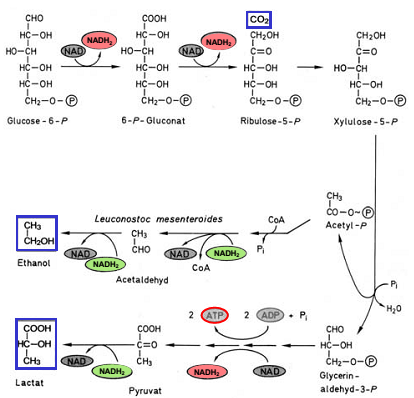 CHO COOH CO₂
HC-OH NADH₂ HC-OH NADH₂ CH₂OH CH₂OH
HO-CH NAD HO-CH NAD C=O C=O
HC-OH HC-OH HC-OH HO-CH
HC-OH HC-OH HC-OH HC-OH
CH₂-O-P CH₂-O-P CH₂-O-P CH₂-O-P
Glucose-6-P 6-P-Gluconat Ribulose-5-P Xylulose-5-P
Leuconostoc mesenteroides
CH₃
CH₂OH
Ethanol
NAD
NADH₂
CH₃
CHO
Acetaldehyd
NAD
CoA
NADH₂
CoA
Pi
CH₃
CO-O-P
Acetyl-P
Pi
H₂O
2 ATP 2 ADP + Pi
COOH
HC-OH
CH₃
Lactat
NAD
NADH₂
COOH
C=O
CH₃
Pyruvat
NADH₂
NAD
CHO
HC-OH
CH₂-O-P
Glycerin-
aldehyd-3-P